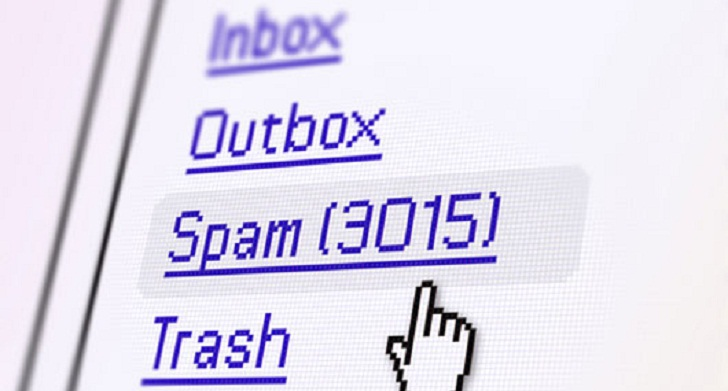 Inbox
Outbox
Spam (3015)
Trash